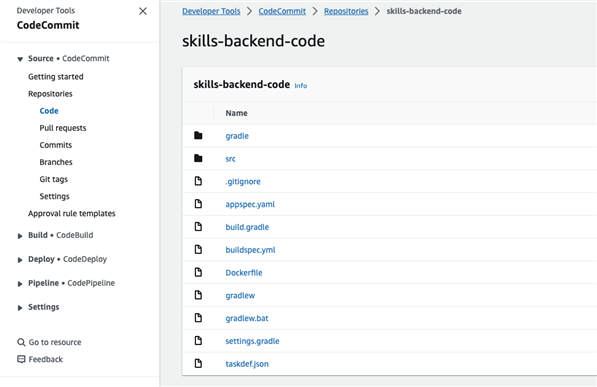 Developer Tools
CodeCommit
Source • CodeCommit
Getting started
Repositories
Code
Pull requests
Commits
Branches
Git tags
Settings
Approval rule templates
Build • CodeBuild
Deploy • CodeDeploy
Pipeline • CodePipeline
Settings
Go to resource
Feedback
Developer Tools > CodeCommit > Repositories > skills-backend-code
skills-backend-code
skills-backend-code Info
Name
gradle
src
.gitignore
appspec.yaml
build.gradle
buildspec.yml
Dockerfile
gradlew
gradlew.bat
settings.gradle
taskdef.json